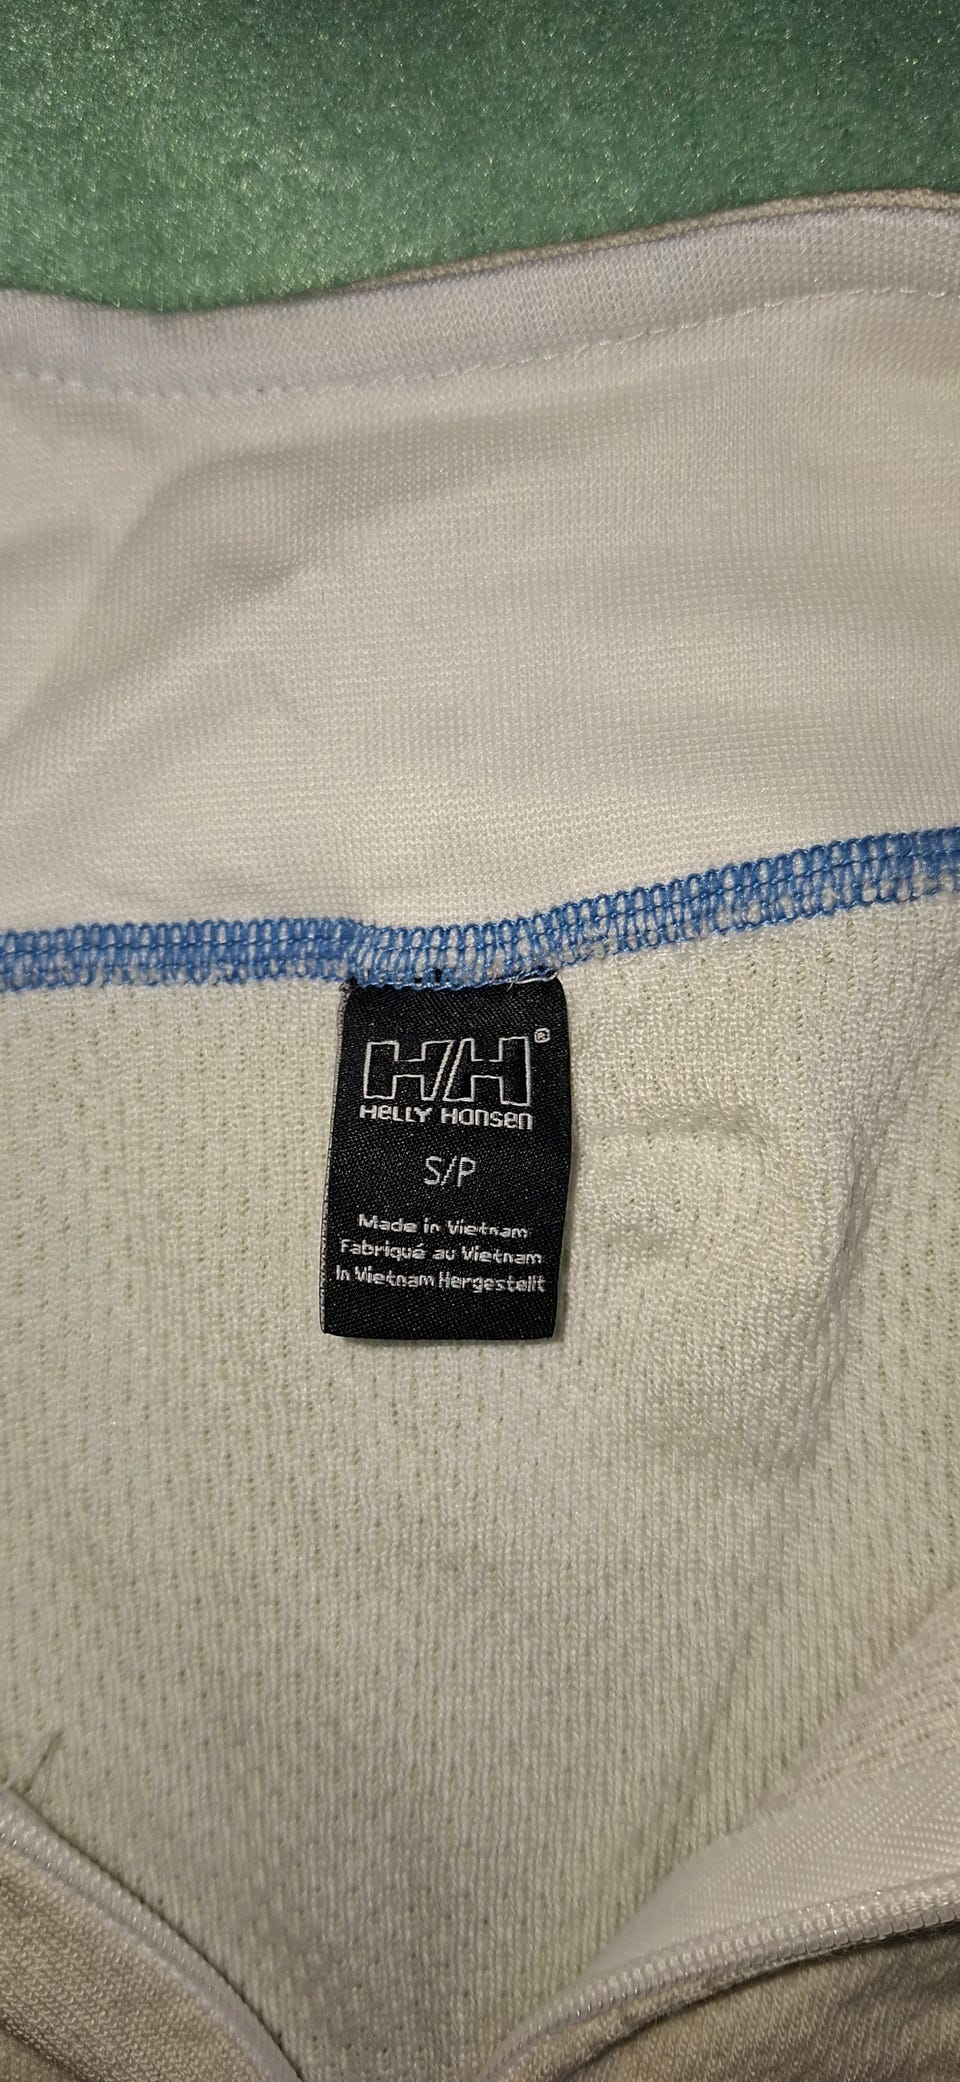 HH®
HELLY HANSEN
S/P
Made in Vietnam
Fabriqué au Vietnam
In Vietnam Hergestellt